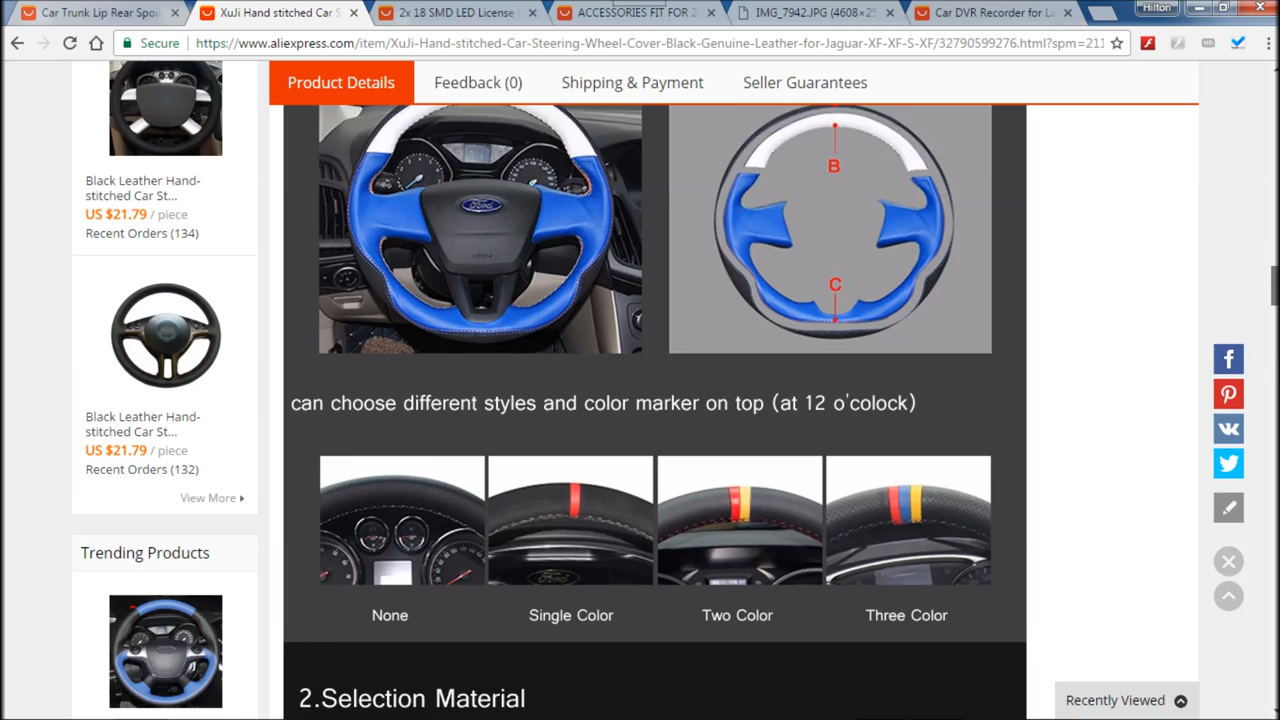 Car Trunk Lip Rear Spoil
XuJi Hand stitched Car S
2x 18 SMD LED License
ACCESSORIES FIT FOR 2
IMG_7942.JPG (4608×25
Car DVR Recorder for La
Hilton
Secure
https://www.aliexpress.com/item/XuJi-Hand-stitched-Car-Steering-Wheel-Cover-Black-Genuine-Leather-for-Jaguar-XF-XF-S-XF/32790599276.html?spm=211
Product Details
Feedback (0)
Shipping & Payment
Seller Guarantees
Black Leather Hand-
stitched Car St...
US $21.79 / piece
Recent Orders (134)
Black Leather Hand-
stitched Car St...
US $21.79 / piece
Recent Orders (132)
View More
Trending Products
Ford
B
C
can choose different styles and color marker on top (at 12 o'colock)
None
Single Color
Two Color
Three Color
2.Selection Material
Recently Viewed